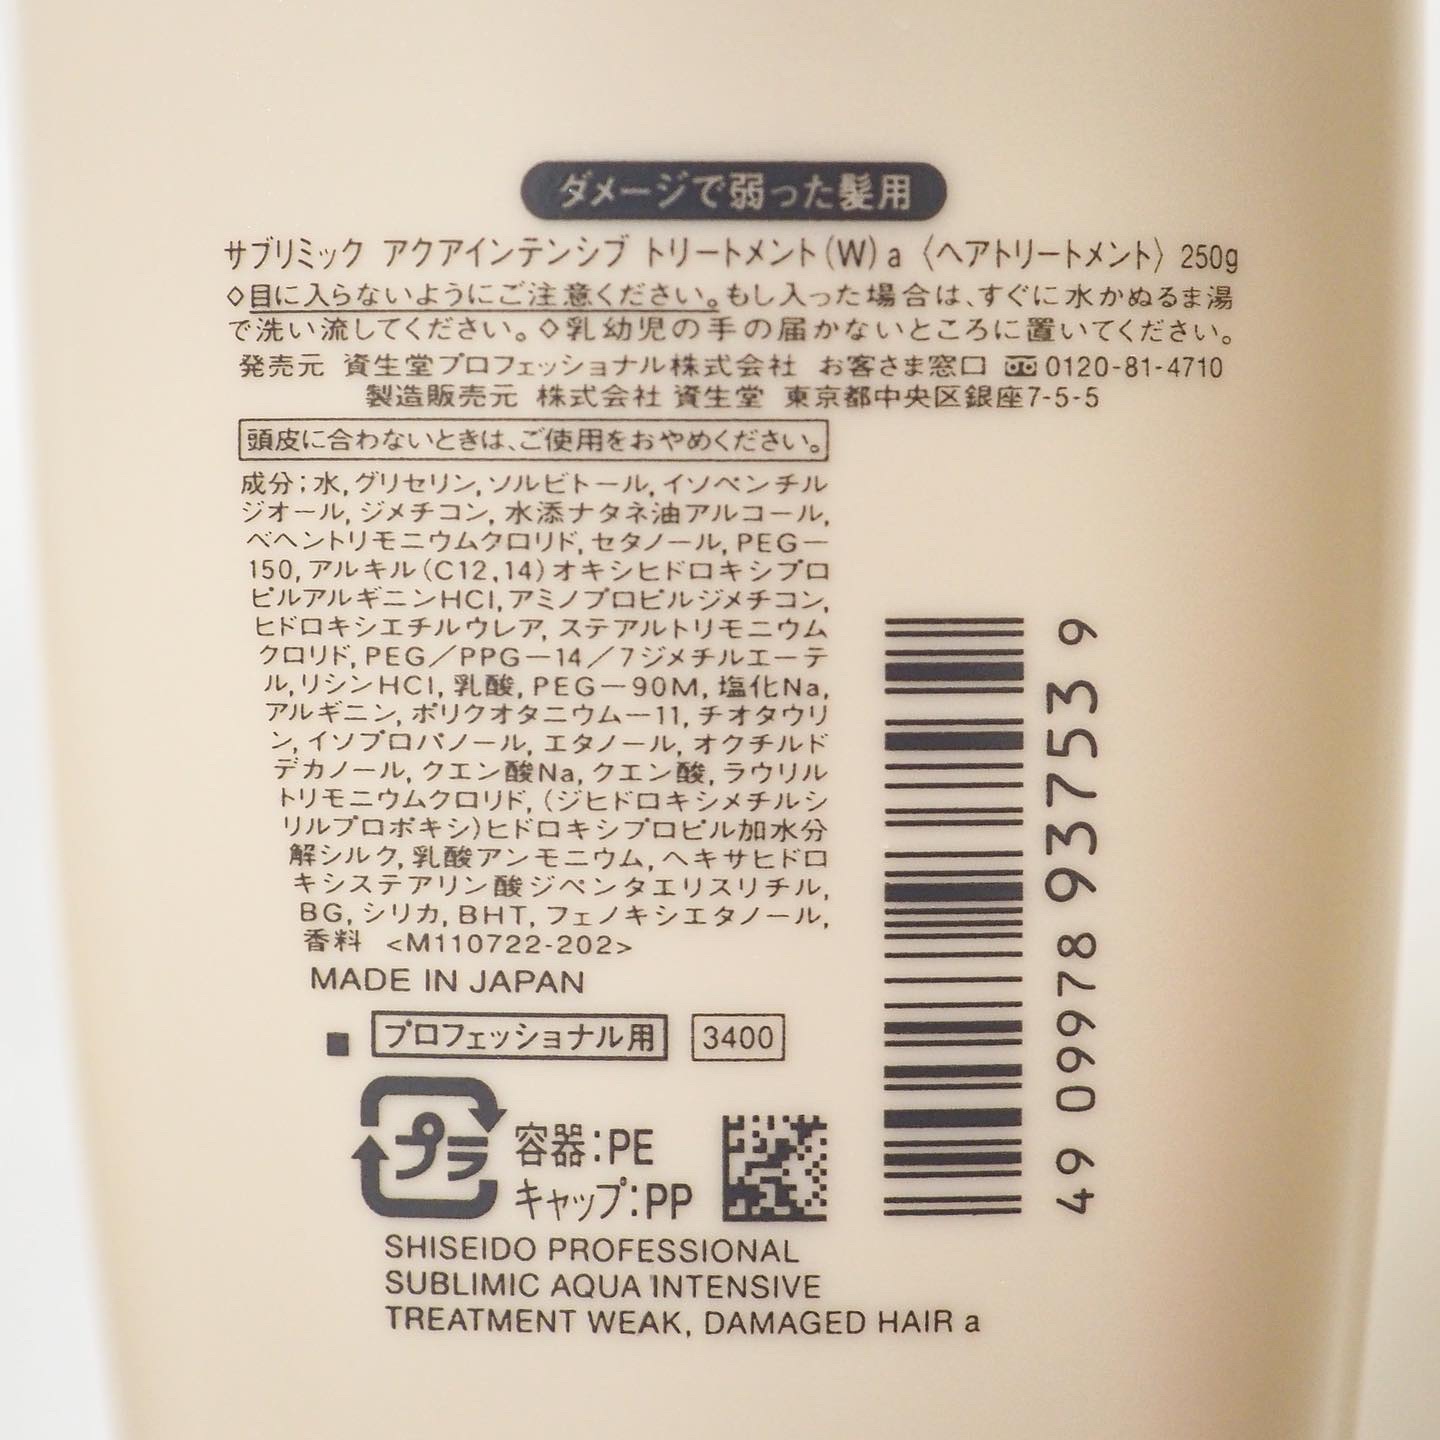 ダメージで弱った髪用
サブリミック アクアインテンシブ トリートメント(W)a〈ヘアトリートメント〉250g
◇目に入らないようにご注意ください。もし入った場合は、すぐに水かぬるま湯
で洗い流してください。◇乳幼児の手の届かないところに置いてください。
発売元 資生堂プロフェッショナル株式会社 お客さま窓口 0120-81-4710
製造販売元 株式会社 資生堂 東京都中央区銀座7-5-5
頭皮に合わないときは、ご使用をおやめください。
成分;水,グリセリン,ソルビトール,イソペンチル
ジオール,ジメチコン,水添ナタネ油アルコール,
ベヘントリモニウムクロリド,セタノール,PEG-
150,アルキル(C12,14)オキシヒドロキシプロ
ピルアルギニンHCl,アミノプロピルジメチコン,
ヒドロキシエチルウレア,ステアルトリモニウム
クロリド,PEG/PPG-14/7ジメチルエーテ
ル,リシンHCl,乳酸,PEG-90M,塩化Na,
アルギニン,ポリクオタニウム-11,チオタウリ
ン,イソプロパノール,エタノール,オクチルド
デカノール,クエン酸Na,クエン酸,ラウリル
トリモニウムクロリド,(ジヒドロキシメチルシ
リルプロポキシ)ヒドロキシプロピル加水分
解シルク,乳酸アンモニウム,ヘキサヒドロ
キシステアリン酸ジペンタエリスリチル,
BG,シリカ,BHT,フェノキシエタノール,
香料 <M110722-202>
MADE IN JAPAN
プロフェッショナル用 3400
プラ 容器:PE
キャップ:PP
SHISEIDO PROFESSIONAL
SUBLIMIC AQUA INTENSIVE
TREATMENT WEAK, DAMAGED HAIR a
4909978937539